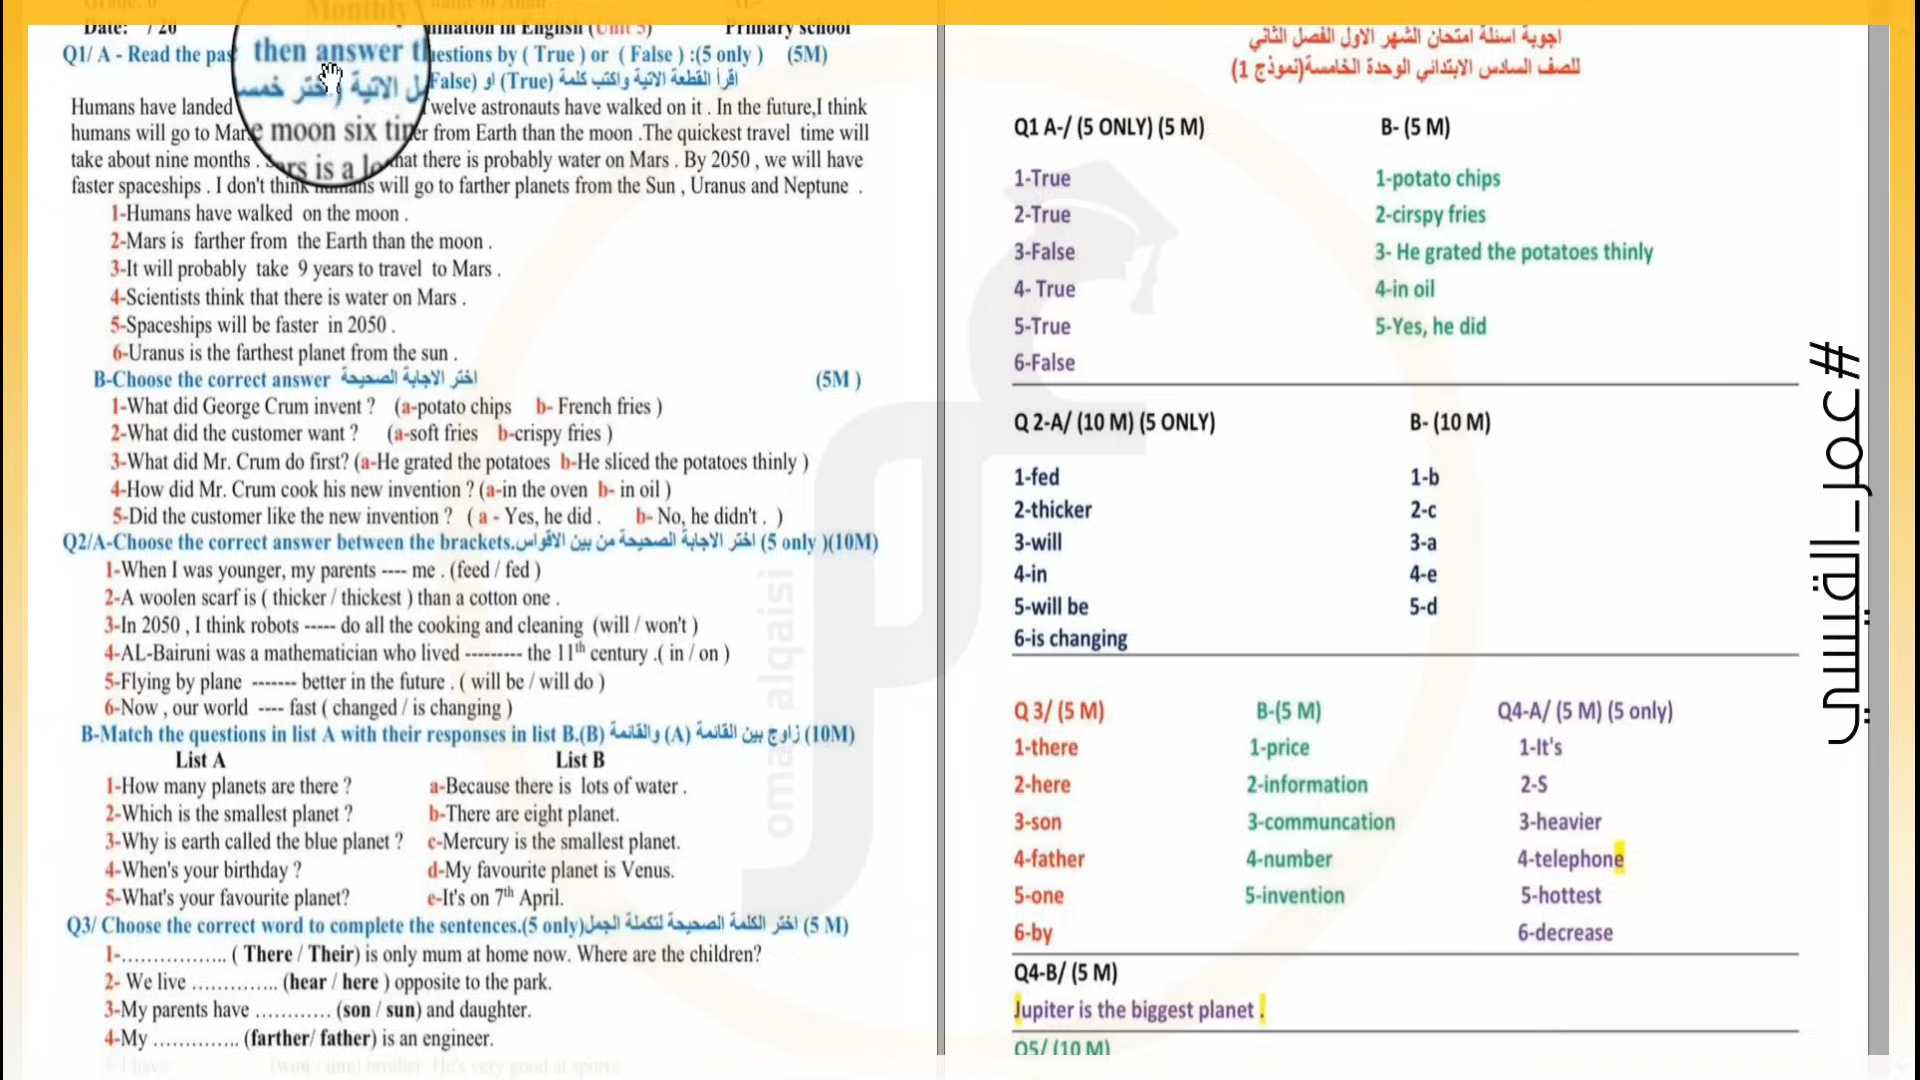 Date: / 20
Primary school
Q1/ A - Read the pas then answer th estions by ( True ) or ( False ) :(5 only ) (5M)
اقرأ القطعة الاتية واكتب كلمة (True) او (False)
Humans have landed
welve astronauts have walked on it . In the future,I think
humans will go to Mar
e moon six tim
er from Earth than the moon .The quickest travel time will
take about nine months .
hat there is probably water on Mars . By 2050 , we will have
faster spaceships . I don't think humans will go to farther planets from the Sun , Uranus and Neptune .
1-Humans have walked on the moon .
2-Mars is farther from the Earth than the moon .
3-It will probably take 9 years to travel to Mars .
4-Scientists think that there is water on Mars .
5-Spaceships will be faster in 2050 .
6-Uranus is the farthest planet from the sun .
B-Choose the correct answer اختر الاجابة الصحيحة (5M )
1-What did George Crum invent ? (a-potato chips b- French fries )
2-What did the customer want ? (a-soft fries b-crispy fries )
3-What did Mr. Crum do first? (a-He grated the potatoes b-He sliced the potatoes thinly )
4-How did Mr. Crum cook his new invention ? (a-in the oven b- in oil )
5-Did the customer like the new invention ? ( a - Yes, he did . b- No, he didn't . )
Q2/A-Choose the correct answer between the brackets.اختر الاجابة الصحيحة من بين الاقواس (5 only )(10M)
1-When I was younger, my parents ---- me . (feed / fed )
2-A woolen scarf is ( thicker / thickest ) than a cotton one .
3-In 2050 , I think robots ----- do all the cooking and cleaning (will / won't )
4-AL-Bairuni was a mathematician who lived --------- the 11th century .( in / on )
5-Flying by plane ------- better in the future . ( will be / will do )
6-Now , our world ---- fast ( changed / is changing )
B-Match the questions in list A with their responses in list B.زاوج بين القائمة (A) والقائمة (B) (10M)
List A List B
1-How many planets are there ? a-Because there is lots of water .
2-Which is the smallest planet ? b-There are eight planet.
3-Why is earth called the blue planet ? c-Mercury is the smallest planet.
4-When's your birthday ? d-My favourite planet is Venus.
5-What's your favourite planet? e-It's on 7th April.
Q3/ Choose the correct word to complete the sentences.(5 only)اختر الكلمة الصحيحة لتكملة الجمل (5 M)
1-................ ( There / Their) is only mum at home now. Where are the children?
2- We live ............. (hear / here ) opposite to the park.
3-My parents have ............ (son / sun) and daughter.
4-My .............. (farther/ father) is an engineer.
omar alqaisi
اجوبة اسئلة امتحان الشهر الاول الفصل الثاني
للصف السادس الابتدائي الوحدة الخامسة(نموذج 1)
Q1 A-/ (5 ONLY) (5 M) B- (5 M)
1-True 1-potato chips
2-True 2-cirspy fries
3-False 3- He grated the potatoes thinly
4- True 4-in oil
5-True 5-Yes, he did
6-False
Q 2-A/ (10 M) (5 ONLY) B- (10 M)
1-fed 1-b
2-thicker 2-c
3-will 3-a
4-in 4-e
5-will be 5-d
6-is changing
Q 3/ (5 M) B-(5 M) Q4-A/ (5 M) (5 only)
1-there 1-price 1-It's
2-here 2-information 2-S
3-son 3-communcation 3-heavier
4-father 4-number 4-telephone
5-one 5-invention 5-hottest
6-by 6-decrease
Q4-B/ (5 M)
Jupiter is the biggest planet .
Q5/ (10 M)